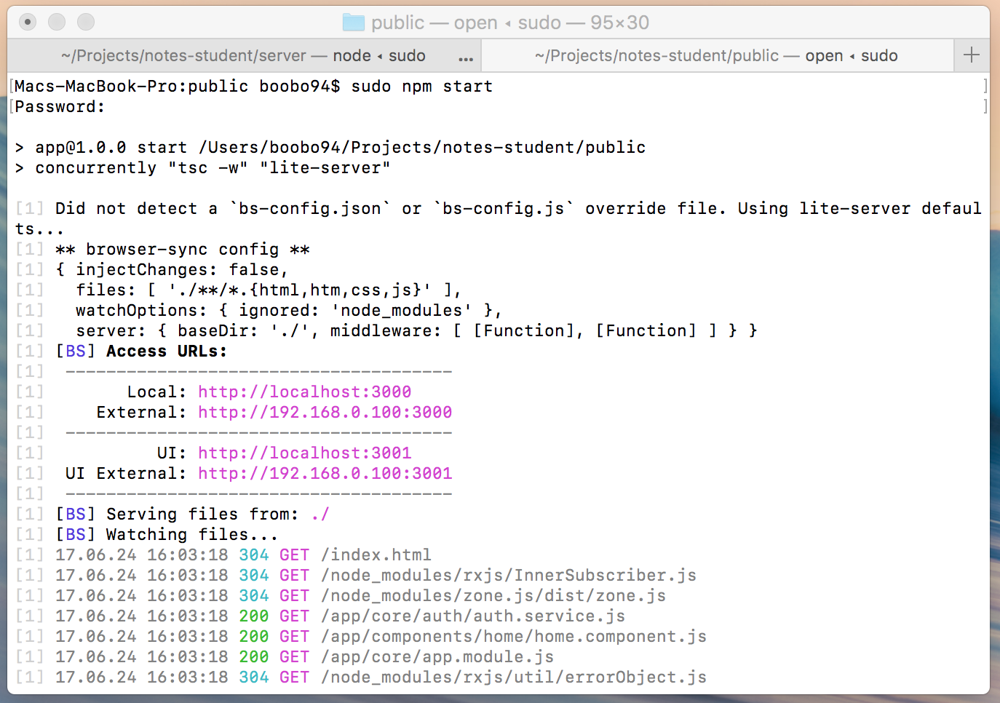 public — open ◂ sudo — 95×30
~/Projects/notes-student/server — node ◂ sudo ... ~/Projects/notes-student/public — open ◂ sudo +
[Macs-MacBook-Pro:public boobo94$ sudo npm start ]
[Password: ]
> app@1.0.0 start /Users/boobo94/Projects/notes-student/public
> concurrently "tsc -w" "lite-server"
[1] Did not detect a `bs-config.json` or `bs-config.js` override file. Using lite-server defaul
ts...
[1] ** browser-sync config **
[1] { injectChanges: false,
[1]   files: [ './**/*.{html,htm,css,js}' ],
[1]   watchOptions: { ignored: 'node_modules' },
[1]   server: { baseDir: './', middleware: [ [Function], [Function] ] } }
[1] [BS] Access URLs:
[1]  --------------------------------------
[1]        Local: http://localhost:3000
[1]     External: http://192.168.0.100:3000
[1]  --------------------------------------
[1]           UI: http://localhost:3001
[1]  UI External: http://192.168.0.100:3001
[1]  --------------------------------------
[1] [BS] Serving files from: ./
[1] [BS] Watching files...
[1] 17.06.24 16:03:18 304 GET /index.html
[1] 17.06.24 16:03:18 304 GET /node_modules/rxjs/InnerSubscriber.js
[1] 17.06.24 16:03:18 304 GET /node_modules/zone.js/dist/zone.js
[1] 17.06.24 16:03:18 200 GET /app/core/auth/auth.service.js
[1] 17.06.24 16:03:18 200 GET /app/components/home/home.component.js
[1] 17.06.24 16:03:18 200 GET /app/core/app.module.js
[1] 17.06.24 16:03:18 304 GET /node_modules/rxjs/util/errorObject.js